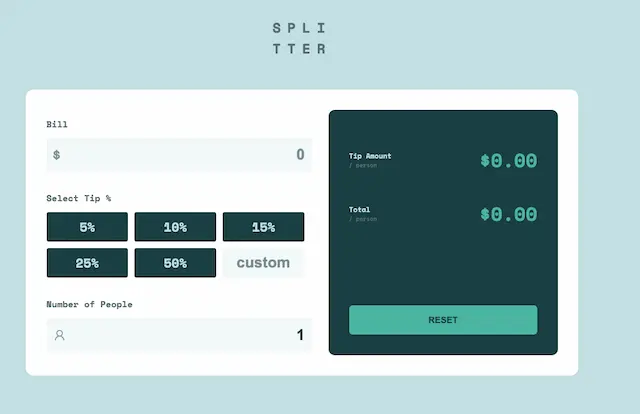 SPLI
TTER
Bill
$ 0
Select Tip %
5% 10% 15%
25% 50% custom
Number of People
1
Tip Amount
/ person
$0.00
Total
/ person
$0.00
RESET